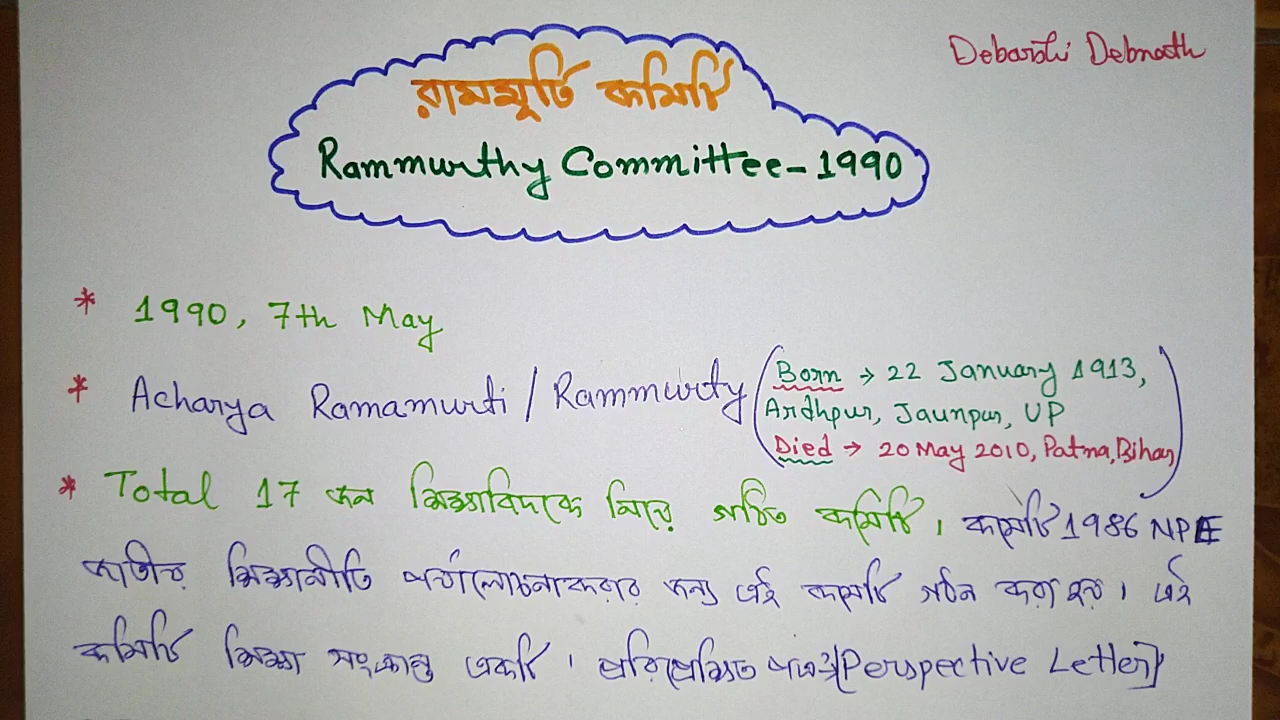 Debarshi Debnath
রামমূর্তি কমিটি
Rammurthy Committee - 1990
* 1990, 7th May
* Acharya Ramamurti / Rammurty (Born → 22 January 1913,
Ardhpur, Jaunpur, UP
Died → 20 May 2010, Patna, Bihar)
* Total 17 জন শিক্ষাবিদকে নিয়ে গঠিত কমিটি। কমিটি 1986 NPE
জাতীয় শিক্ষানীতি পর্যালোচনা করার জন্য এই কমিটি গঠন করা হয়। এই
কমিটি শিক্ষা সংক্রান্ত একটি। পরিপ্রেক্ষিত পত্র [Perspective Letter]